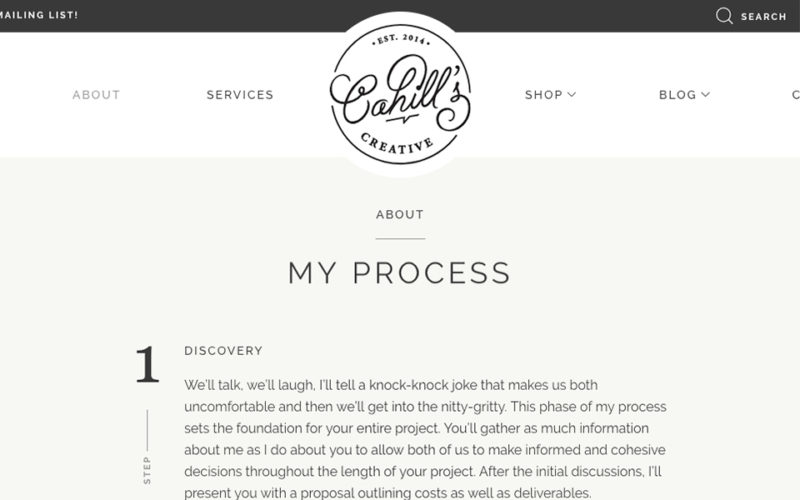 MAILING LIST!
SEARCH
ABOUT
SERVICES
• EST. 2014 •
Cahill's
CREATIVE
SHOP
BLOG
ABOUT
MY PROCESS
1
STEP
DISCOVERY
We’ll talk, we’ll laugh, I’ll tell a knock-knock joke that makes us both
uncomfortable and then we’ll get into the nitty-gritty. This phase of my process
sets the foundation for your entire project. You’ll gather as much information
about me as I do about you to allow both of us to make informed and cohesive
decisions throughout the length of your project. After the initial discussions, I’ll
present you with a proposal outlining costs as well as deliverables.